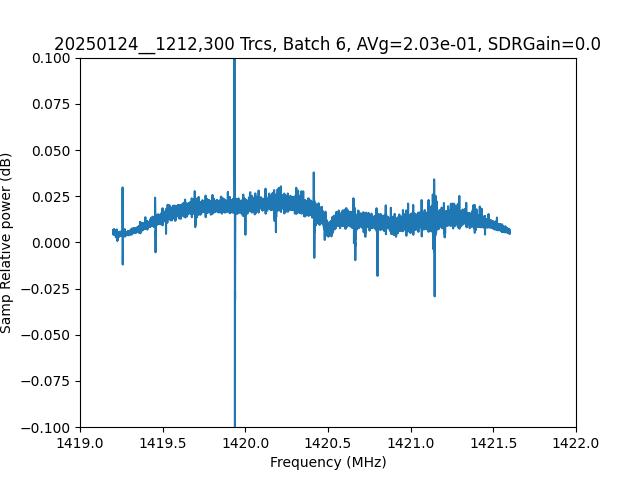 20250124__1212,300 Trcs, Batch 6, AVg=2.03e-01, SDRGain=0.0
0.100
0.075
0.050
0.025
0.000
−0.025
−0.050
−0.075
−0.100
Samp Relative power (dB)
1419.0 1419.5 1420.0 1420.5 1421.0 1421.5 1422.0
Frequency (MHz)